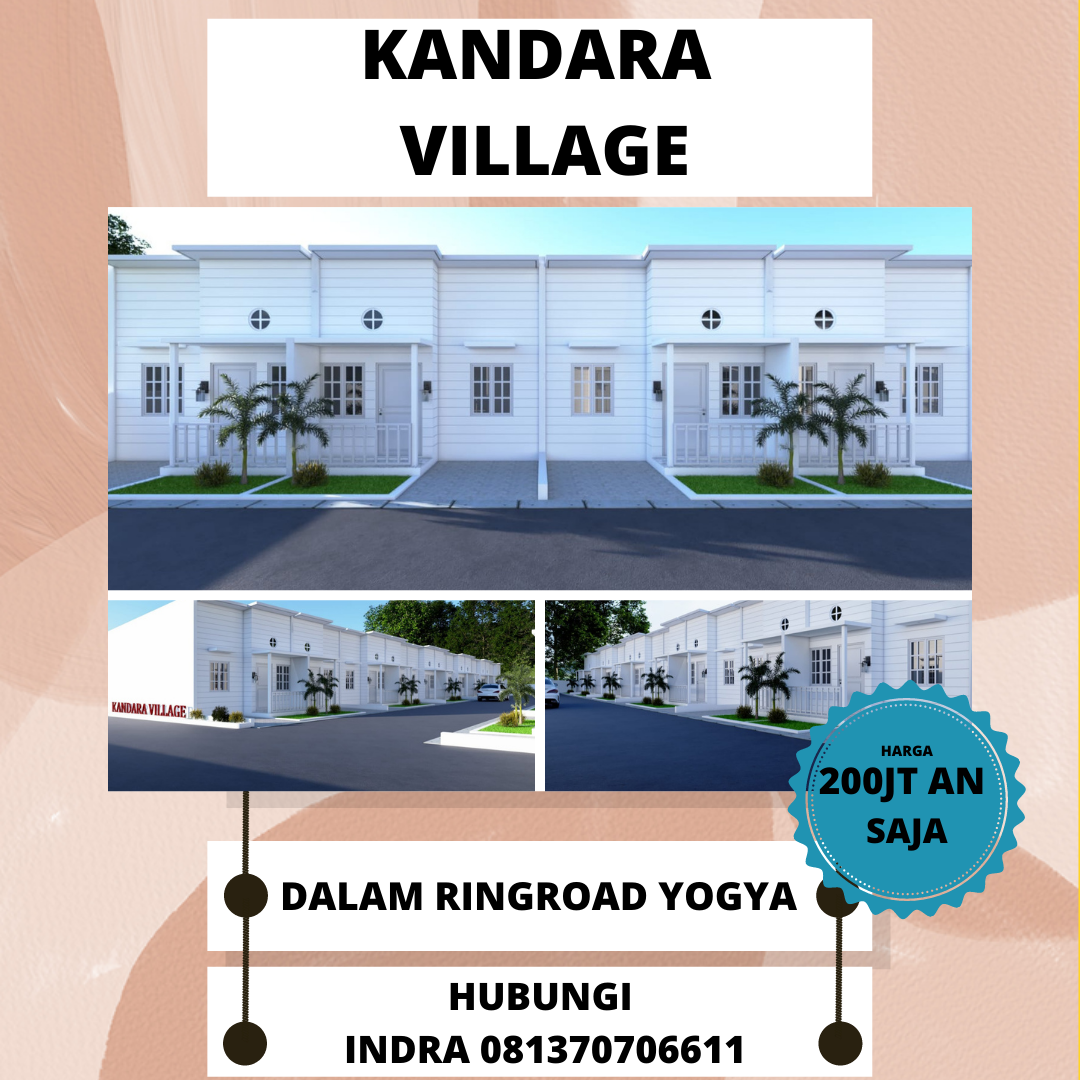 KANDARA
VILLAGE
KANDARA VILLAGE
HARGA
200JT AN
SAJA
DALAM RINGROAD YOGYA
HUBUNGI
INDRA 081370706611